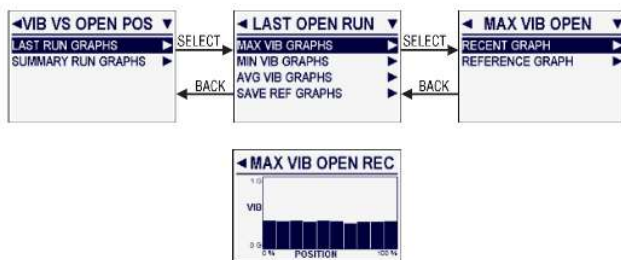 ◄VIB VS OPEN POS ▼
LAST RUN GRAPHS ►
SUMMARY RUN GRAPHS ►
SELECT
BACK
◄ LAST OPEN RUN ▼
MAX VIB GRAPHS ►
MIN VIB GRAPHS ►
AVG VIB GRAPHS ►
SAVE REF GRAPHS ►
SELECT
BACK
◄ MAX VIB OPEN ▼
RECENT GRAPH ►
REFERENCE GRAPH ►
◄ MAX VIB OPEN REC
1 G
VIB
0 G
0 % POSITION 100 %